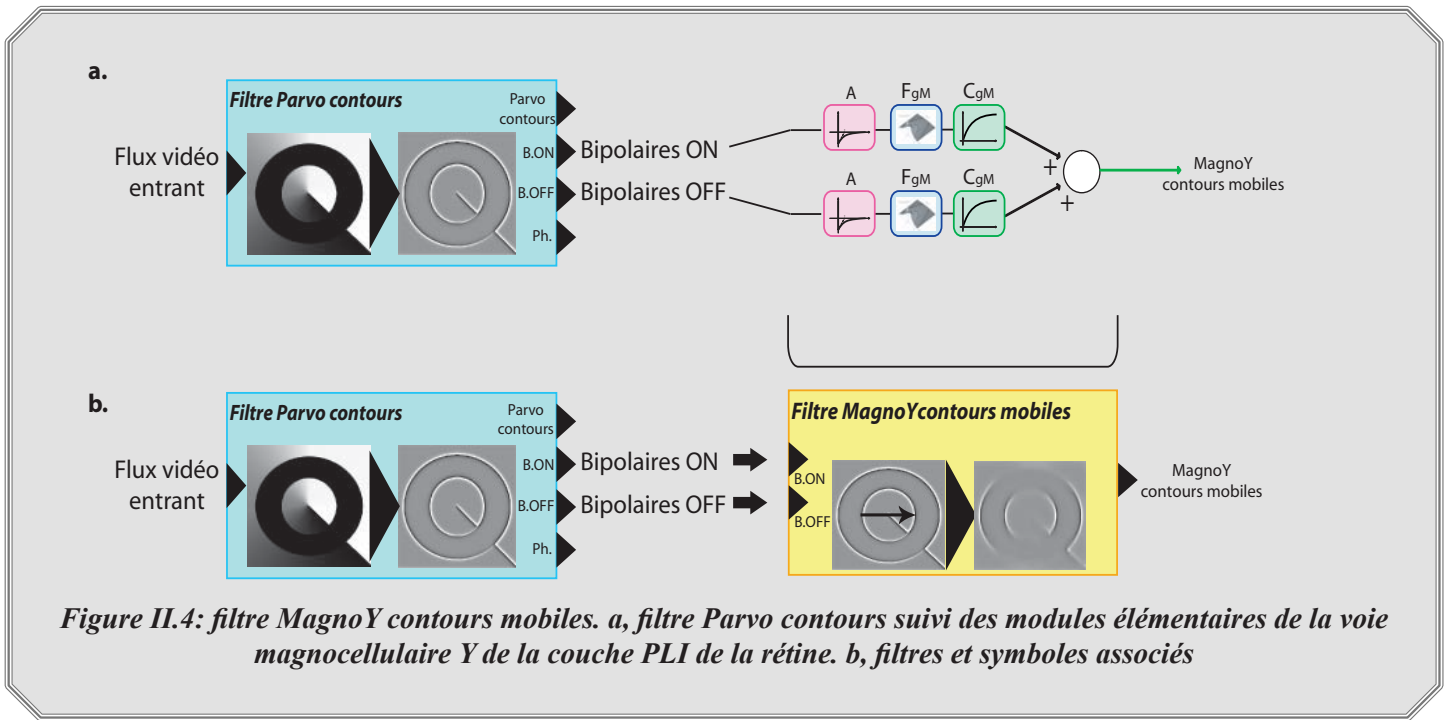 a.
Filtre Parvo contours
Parvo
contours
B.ON
B.OFF
Ph.
Flux vidéo
entrant
Bipolaires ON
Bipolaires OFF
A
FgM
CgM
A
FgM
CgM
+
+
MagnoY
contours mobiles
b.
Filtre Parvo contours
Parvo
contours
B.ON
B.OFF
Ph.
Flux vidéo
entrant
Bipolaires ON
Bipolaires OFF
Filtre MagnoYcontours mobiles
B.ON
B.OFF
MagnoY
contours mobiles
Figure II.4: filtre MagnoY contours mobiles. a, filtre Parvo contours suivi des modules élémentaires de la voie
magnocellulaire Y de la couche PLI de la rétine. b, filtres et symboles associés